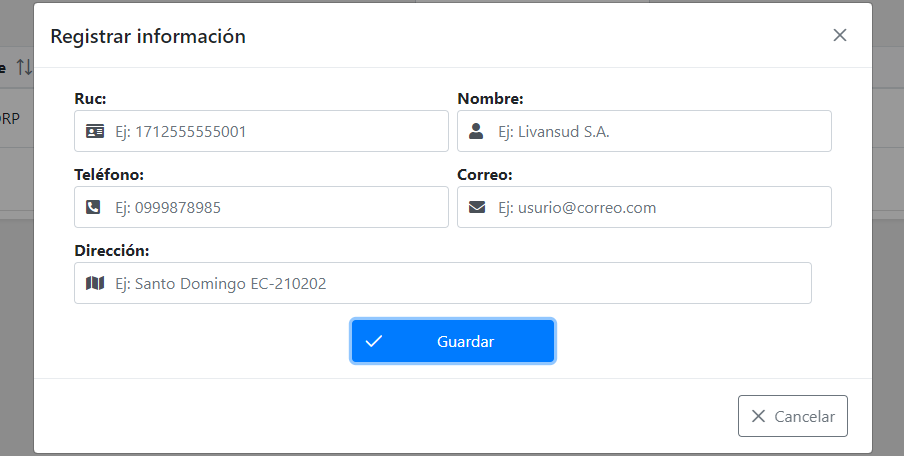 Registrar información
e
ORP
Ruc:
Nombre:
Ej: 1712555555001
Ej: Livansud S.A.
Teléfono:
Correo:
Ej: 0999878985
Ej: usurio@correo.com
Dirección:
Ej: Santo Domingo EC-210202
Guardar
Cancelar